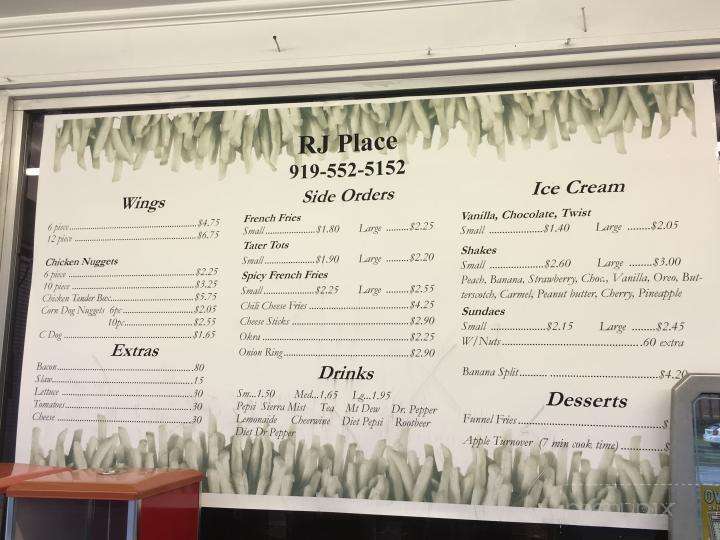 RJ Place
919-552-5152
Wings
6 piece $4.75
12 piece $6.75
Chicken Nuggets
6 piece $2.25
10 piece $3.25
Chicken Tender Box $5.75
Corn Dog Nuggets 6pc $2.05
10pc $2.55
C Dog $1.65
Extras
Bacon .80
Slaw .15
Lettuce .30
Tomatoes .30
Cheese .30
Side Orders
French Fries
Small $1.80 Large $2.25
Tater Tots
Small $1.90 Large $2.20
Spicy French Fries
Small $2.25 Large $2.55
Chili Cheese Fries $4.25
Cheese Sticks $2.90
Okra $2.25
Onion Ring $2.90
Drinks
Sm...1.50 Med...1.65 Lg...1.95
Pepsi Sierra Mist Tea Mt Dew Dr. Pepper
Lemonaide Cheerwine Diet Pepsi Rootbeer
Diet Dr Pepper
Ice Cream
Vanilla, Chocolate, Twist
Small $1.40 Large $2.05
Shakes
Small $2.60 Large $3.00
Peach, Banana, Strawberry, Choc., Vanilla, Oreo, But-
terscotch, Carmel, Peanut butter, Cherry, Pineapple
Sundaes
Small $2.15 Large $2.45
W/Nuts .60 extra
Banana Split $4.20
Desserts
Funnel Fries $
Apple Turnover (7 min cook time) $